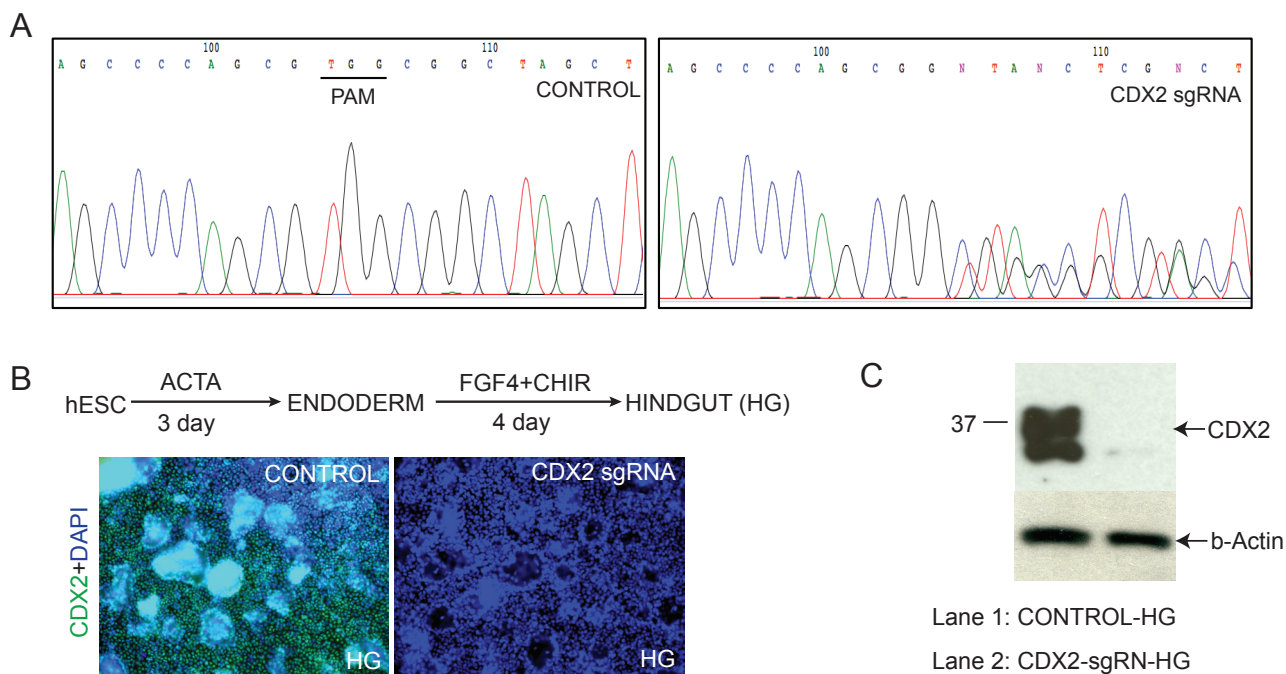 A
100 110
A G C C C C A G C G T G G C G G C T A G C T
PAM
CONTROL
100 110
A G C C C C A G C G G N T A N C T C G N C T
CDX2 sgRNA
B
hESC ACTA 3 day ENDODERM FGF4+CHIR 4 day HINDGUT (HG)
CDX2+DAPI
CONTROL
HG
CDX2 sgRNA
HG
C
37
CDX2
b-Actin
Lane 1: CONTROL-HG
Lane 2: CDX2-sgRN-HG